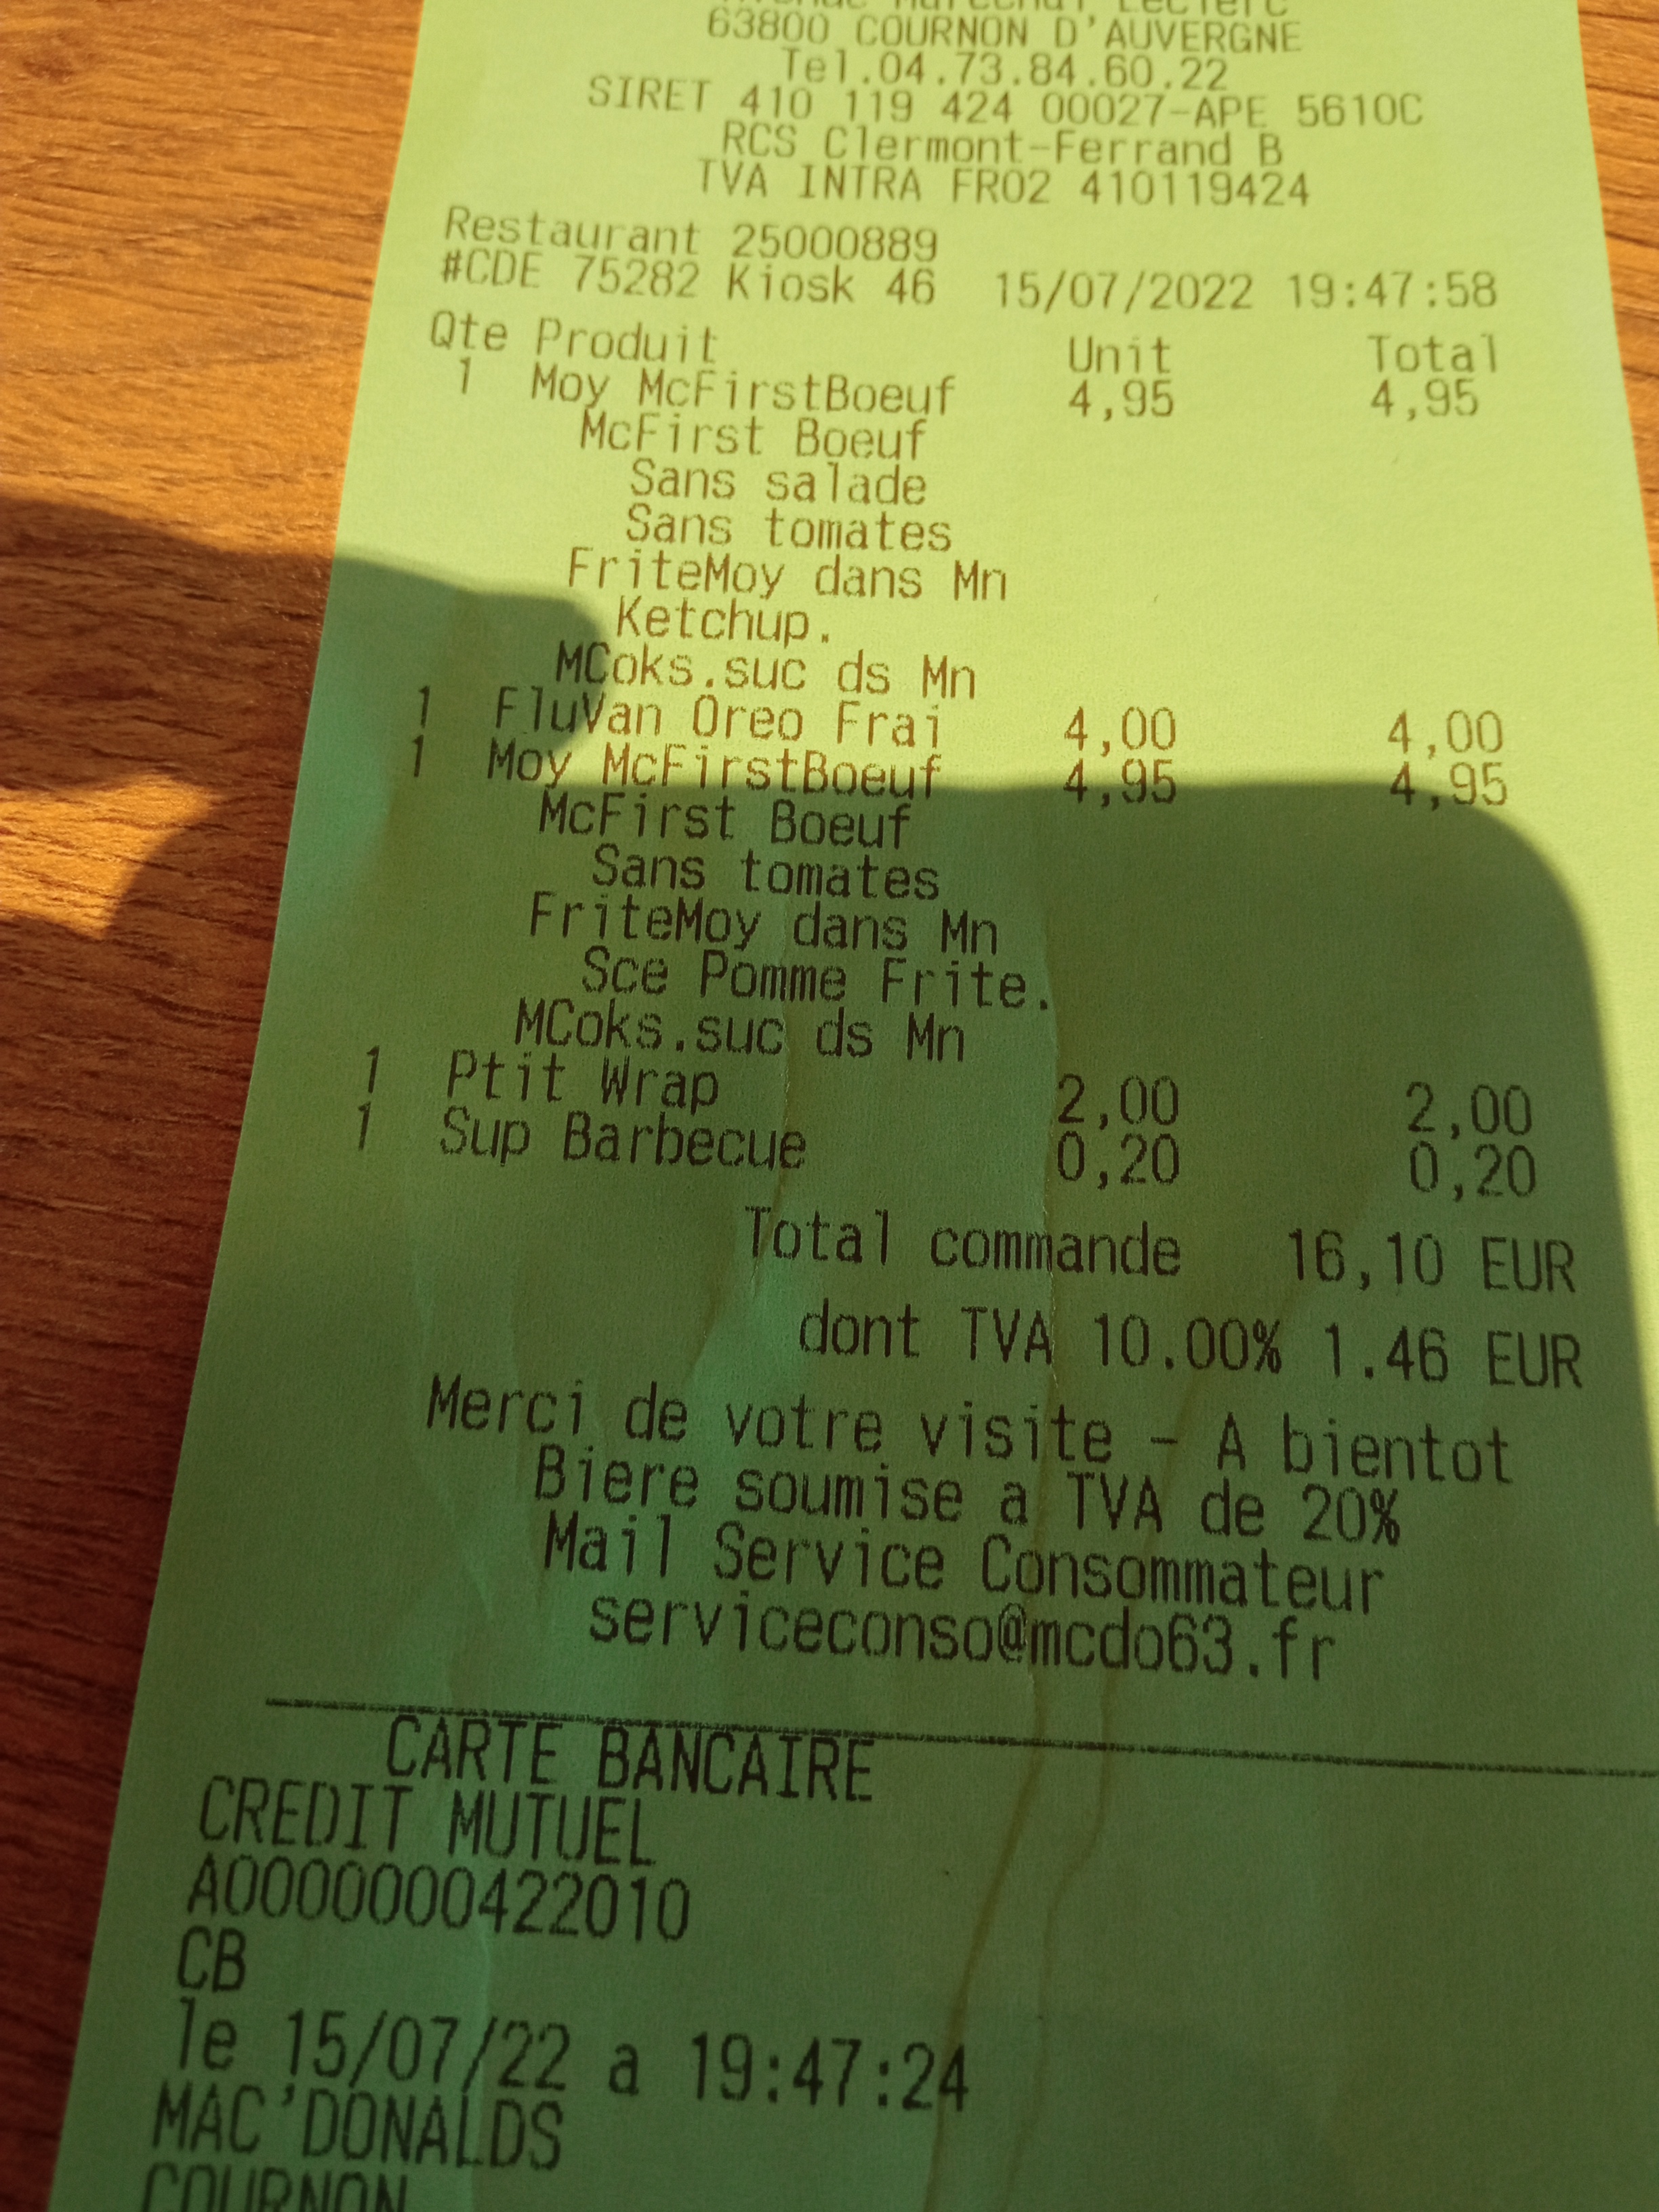 Avenue Maréchal Leclerc
63800 COURNON D'AUVERGNE
Tel.04.73.84.60.22
SIRET 410 119 424 00027-APE 5610C
RCS Clermont-Ferrand B
TVA INTRA FR02 410119424
Restaurant 25000889
#CDE 75282 Kiosk 46 15/07/2022 19:47:58
Qte Produit Unit Total
1 Moy McFirstBoeuf 4,95 4,95
McFirst Boeuf
Sans salade
Sans tomates
FriteMoy dans Mn
Ketchup.
MCoks.suc ds Mn
1 FluVan Oreo Frai 4,00 4,00
1 Moy McFirstBoeuf 4,95 4,95
McFirst Boeuf
Sans tomates
FriteMoy dans Mn
Sce Pomme Frite.
MCoks.suc ds Mn
1 Ptit Wrap 2,00 2,00
1 Sup Barbecue 0,20 0,20
Total commande 16,10 EUR
dont TVA 10.00% 1.46 EUR
Merci de votre visite - A bientot
Biere soumise a TVA de 20%
Mail Service Consommateur
serviceconso@mcdo63.fr
CARTE BANCAIRE
CREDIT MUTUEL
A0000000422010
CB
le 15/07/22 a 19:47:24
MAC'DONALDS
COURNON